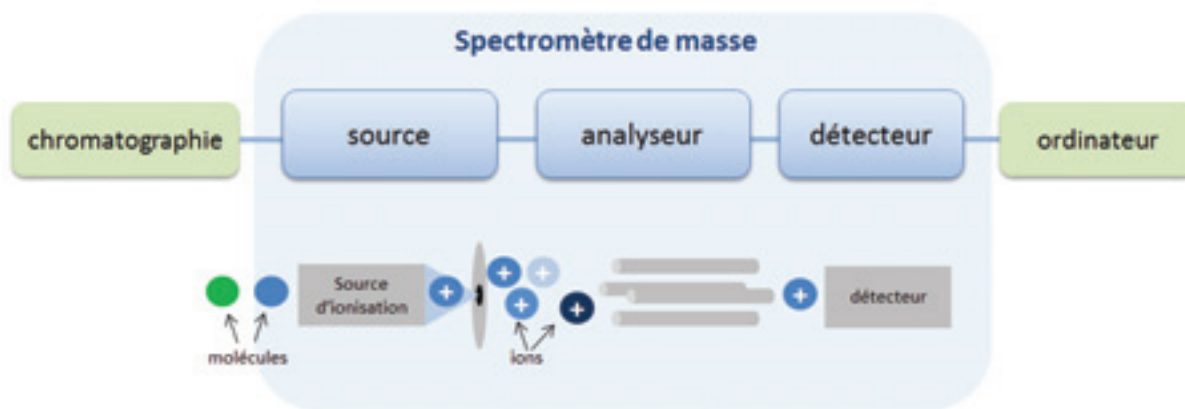 Spectromètre de masse
chromatographie
source
analyseur
détecteur
ordinateur
Source
d'ionisation
détecteur
molécules
ions